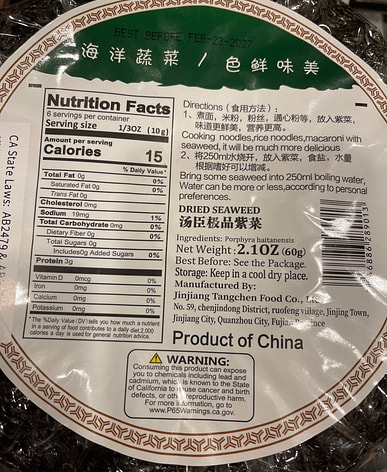 BEST BEFORE FEB-22-2027
海洋蔬菜 / 色鲜味美
Nutrition Facts
6 servings per container
Serving size 1/3OZ (10g)
Amount per serving
Calories 15
% Daily Value*
Total Fat 0g 0%
Saturated Fat 0g 0%
Trans Fat 0g
Cholesterol 0mg 0%
Sodium 19mg 1%
Total Carbohydrate 0mg 0%
Dietary Fiber 0g 0%
Total Sugars 0g
Includes0g Added Sugars 0%
Protein 3g
Vitamin D 0mcg 0%
Iron 0mg 0%
Calcium 0mg 0%
Potassium 0mg 0%
*The %Daily Value (DV)tells you how much a nutrient
in a serving of food contributes to a daily diet,2,000
calories a day is used for general nutrition advice.
CA State Laws: AB2479 &
Directions (食用方法):
1、煮面，米粉，粉丝，通心粉等，放入紫菜，
味道更鲜美，营养更高。
Cooking noodles,rice noodles,macaroni with
seawed, it will be much more delicious
2、将250ml水烧开，放入紫菜，食盐，水量
根据嗜好可以增减。
Bring some seawed into 250ml boiling water,
Water can be more or less,according to personal
preferences.
DRIED SEAWEED
汤臣极品紫菜
Ingredients: Porphyra haitanensis
Net Weight:2.1OZ(60g)
Best Before: See the Package.
Storage: Keep in a cool dry place.
Manufactured By:
Jinjiang Tangchen Food Co.,
No. 59, chenjindong District, ruofeng village, Jinjing Town,
Jinjiang City, Quanzhou City, Fujian Province
Product of China
WARNING:
Consuming this product can expose
you to chemicals including lead and
cadmium, which is known to the State
of California to cause cancer and birth
defects, or other reproductive harm.
For more information, go to
www.P65Warnings.ca.gov.